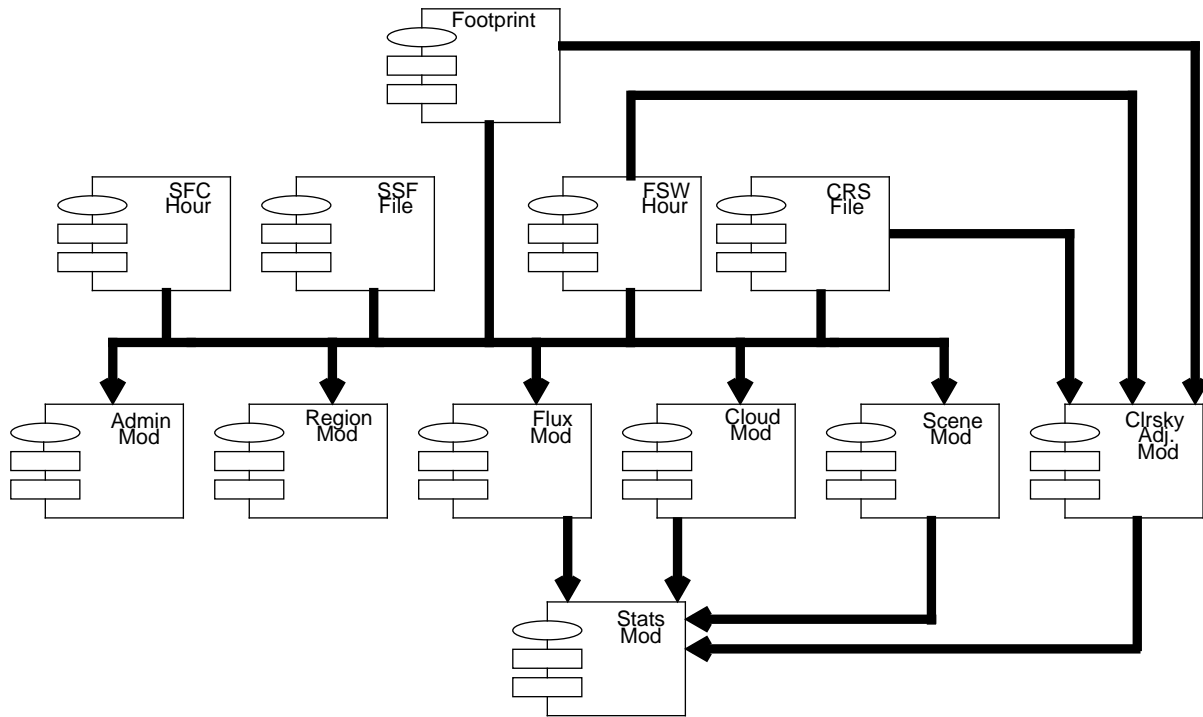 Footprint
SFC
Hour
SSF
File
FSW
Hour
CRS
File
Admin
Mod
Region
Mod
Flux
Mod
Cloud
Mod
Scene
Mod
Clrsky
Adj.
Mod
Stats
Mod